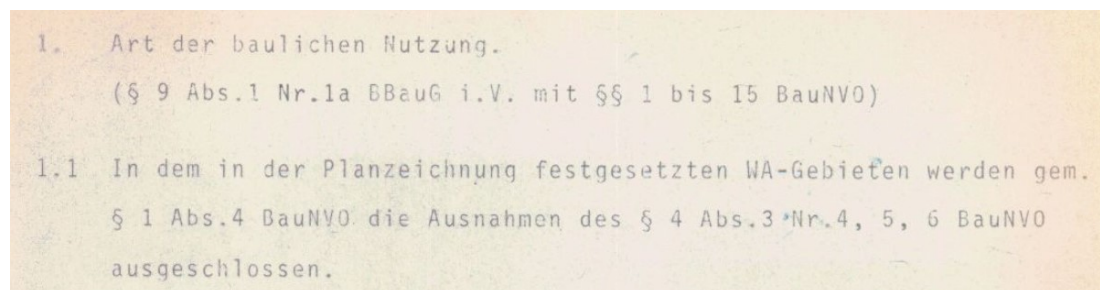 1. Art der baulichen Nutzung.
(§ 9 Abs.1 Nr.1a BBauG i.V. mit §§ 1 bis 15 BauNVO)
1.1 In dem in der Planzeichnung festgesetzten WA-Gebieten werden gem.
§ 1 Abs.4 BauNVO die Ausnahmen des § 4 Abs.3 Nr.4, 5, 6 BauNVO
ausgeschlossen.